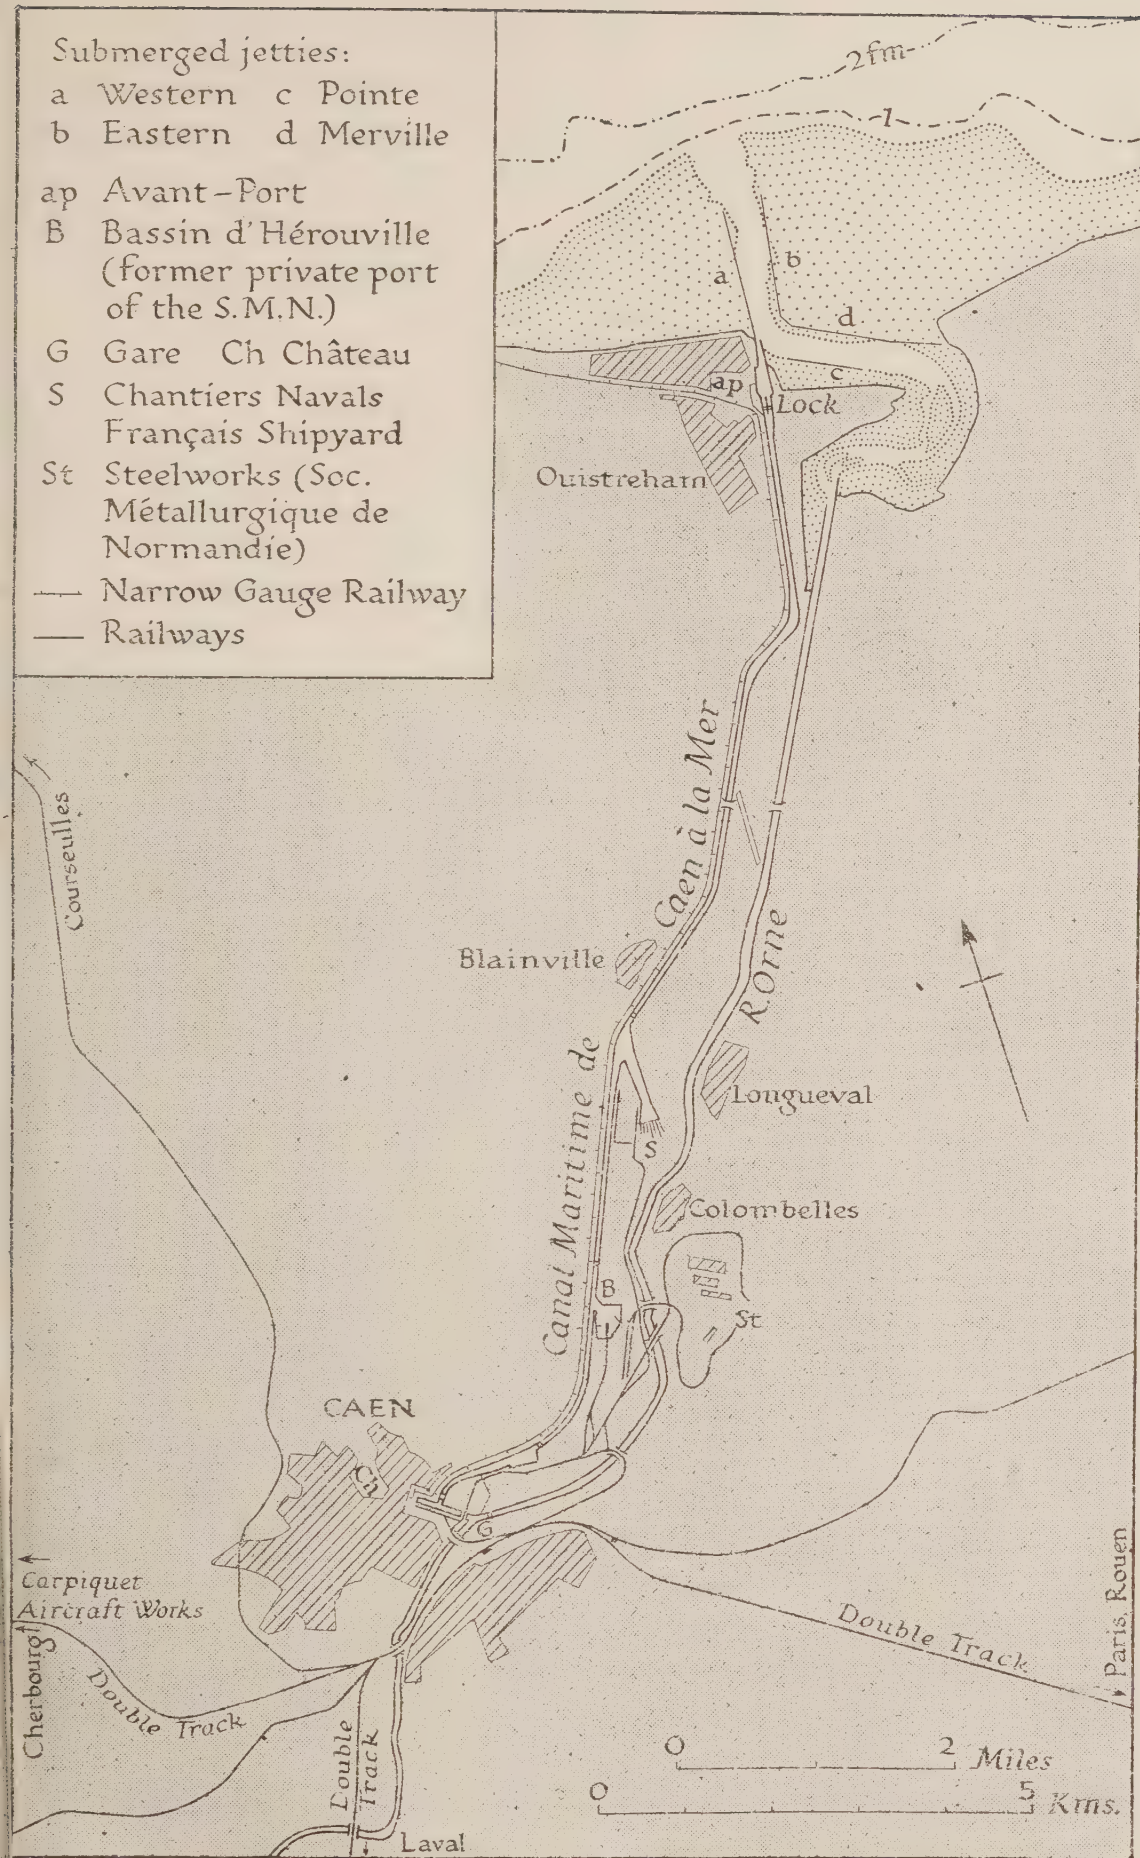 Submerged jetties:
a Western c Pointe
b Eastern d Merville
ap Avant-Port
B Bassin d'Hérouville
(former private port
of the S.M.N.)
G Gare Ch Château
S Chantiers Navals
Français Shipyard
St Steelworks (Soc.
Métallurgique de
Normandie)
Narrow Gauge Railway
Railways
2fm
1
a
b
d
c
ap
Lock
Ouistreham
Courseulles
Canal Maritime de Caen à la Mer
R. Orne
Blainville
Longueval
S
Colombelles
B
St
CAEN
Ch
G
Carpiquet
Aircraft Works
Cherbourg
Double Track
Double
Track
Laval
Double Track
Paris, Rouen
0 2 Miles
0 5 Kms.